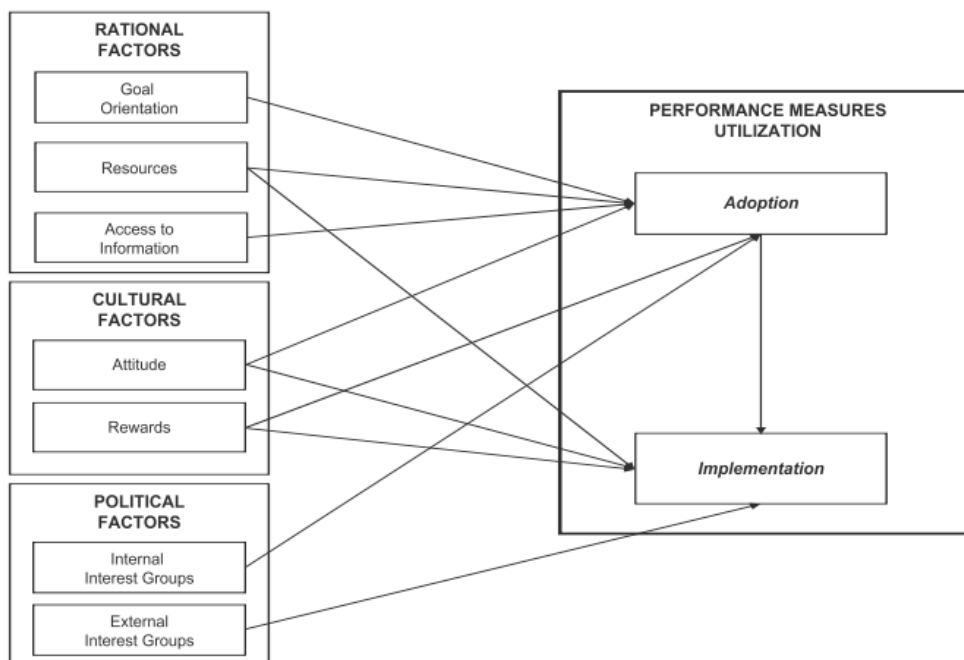 RATIONAL
FACTORS
Goal
Orientation
Resources
Access to
Information
CULTURAL
FACTORS
Attitude
Rewards
POLITICAL
FACTORS
Internal
Interest Groups
External
Interest Groups
PERFORMANCE MEASURES
UTILIZATION
Adoption
Implementation